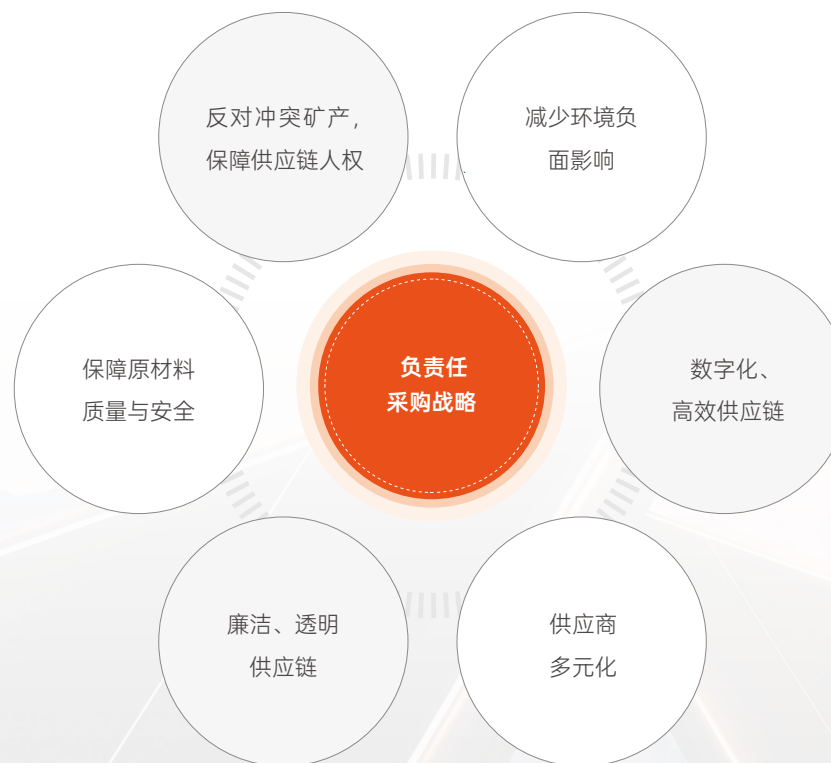 反对冲突矿产，
保障供应链人权
减少环境负
面影响
保障原材料
质量与安全
负责任
采购战略
数字化、
高效供应链
廉洁、透明
供应链
供应商
多元化